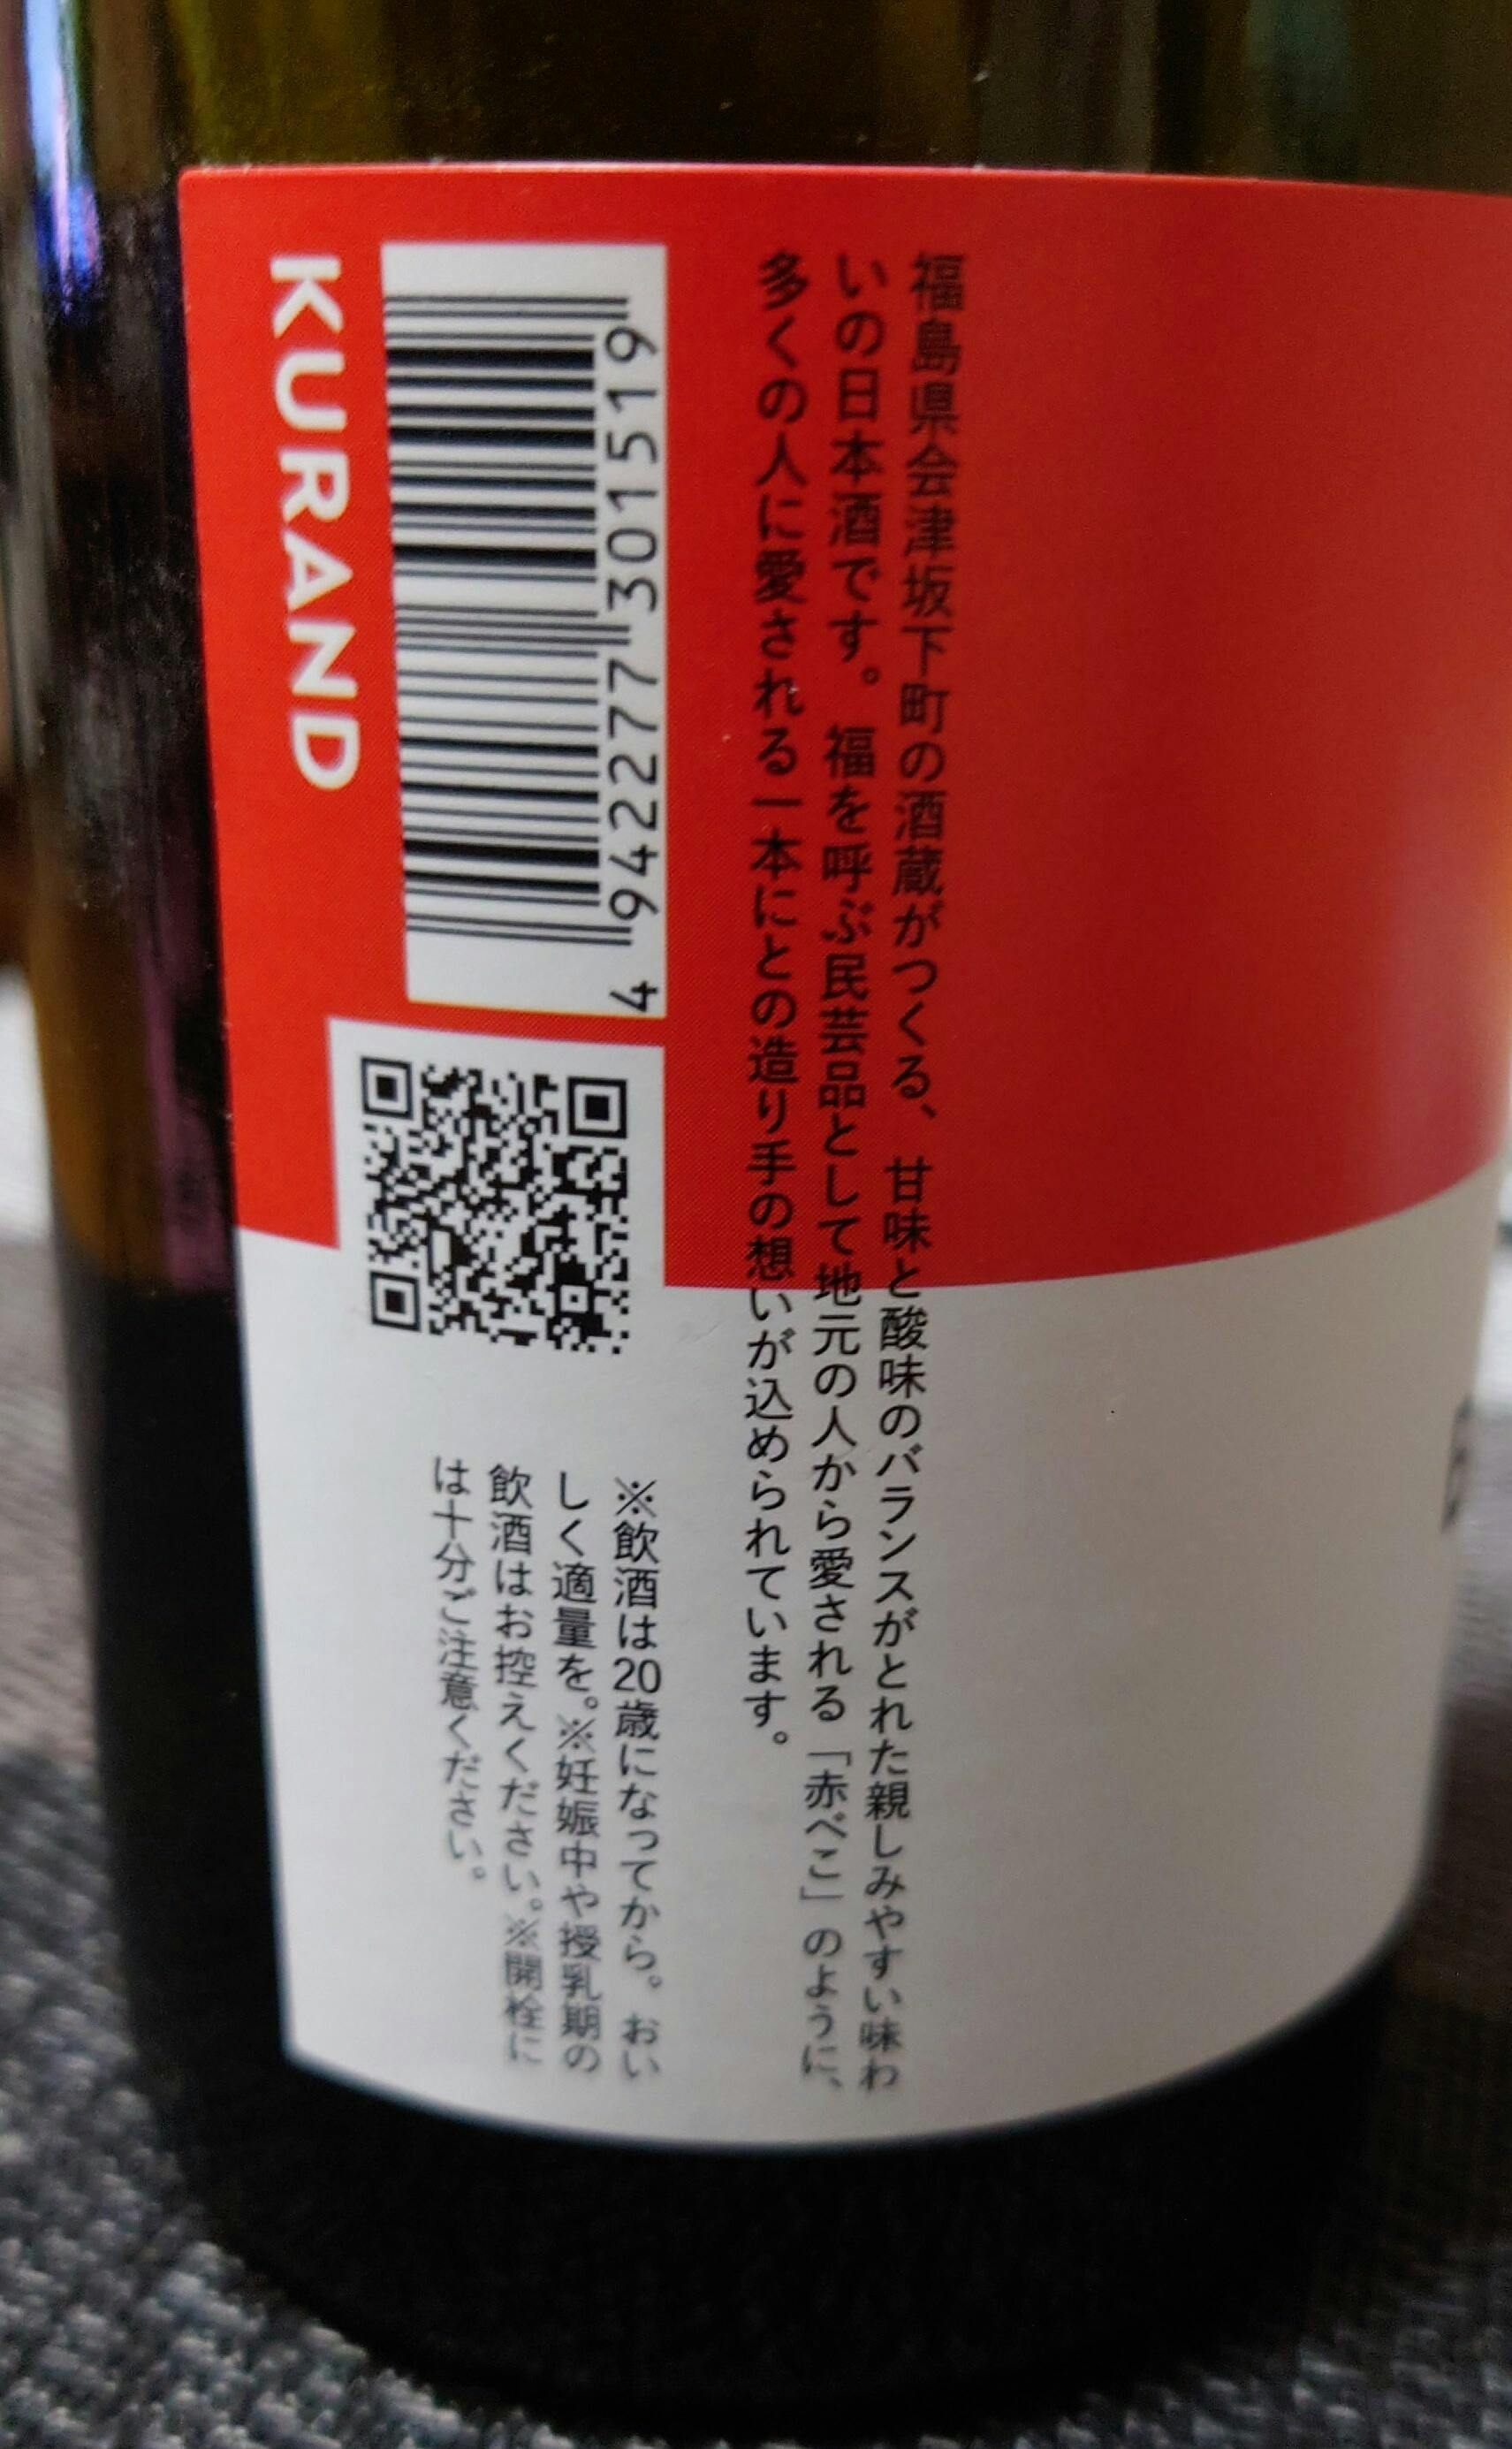 福島県会津坂下町の酒蔵がつくる、甘味と酸味のバランスがとれた親しみやすい味わ
いの日本酒です。福を呼ぶ民芸品として地元の人から愛される「赤べこ」のように、
多くの人に愛される一本にとの造り手の想いが込められています。
4 942277 301519
KURAND
※飲酒は20歳になってから。おい
しく適量を。※妊娠中や授乳期の
飲酒はお控えください。※開栓に
は十分ご注意ください。